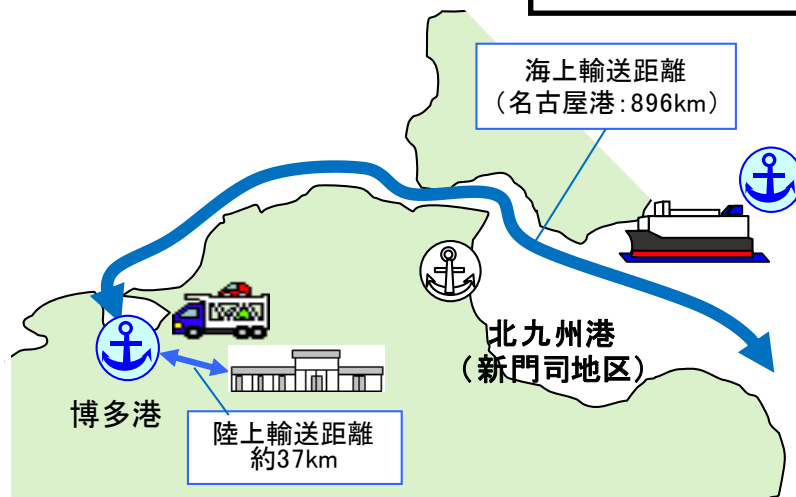 海上輸送距離
（名古屋港：896km）
北九州港
（新門司地区）
博多港
陸上輸送距離
約37km